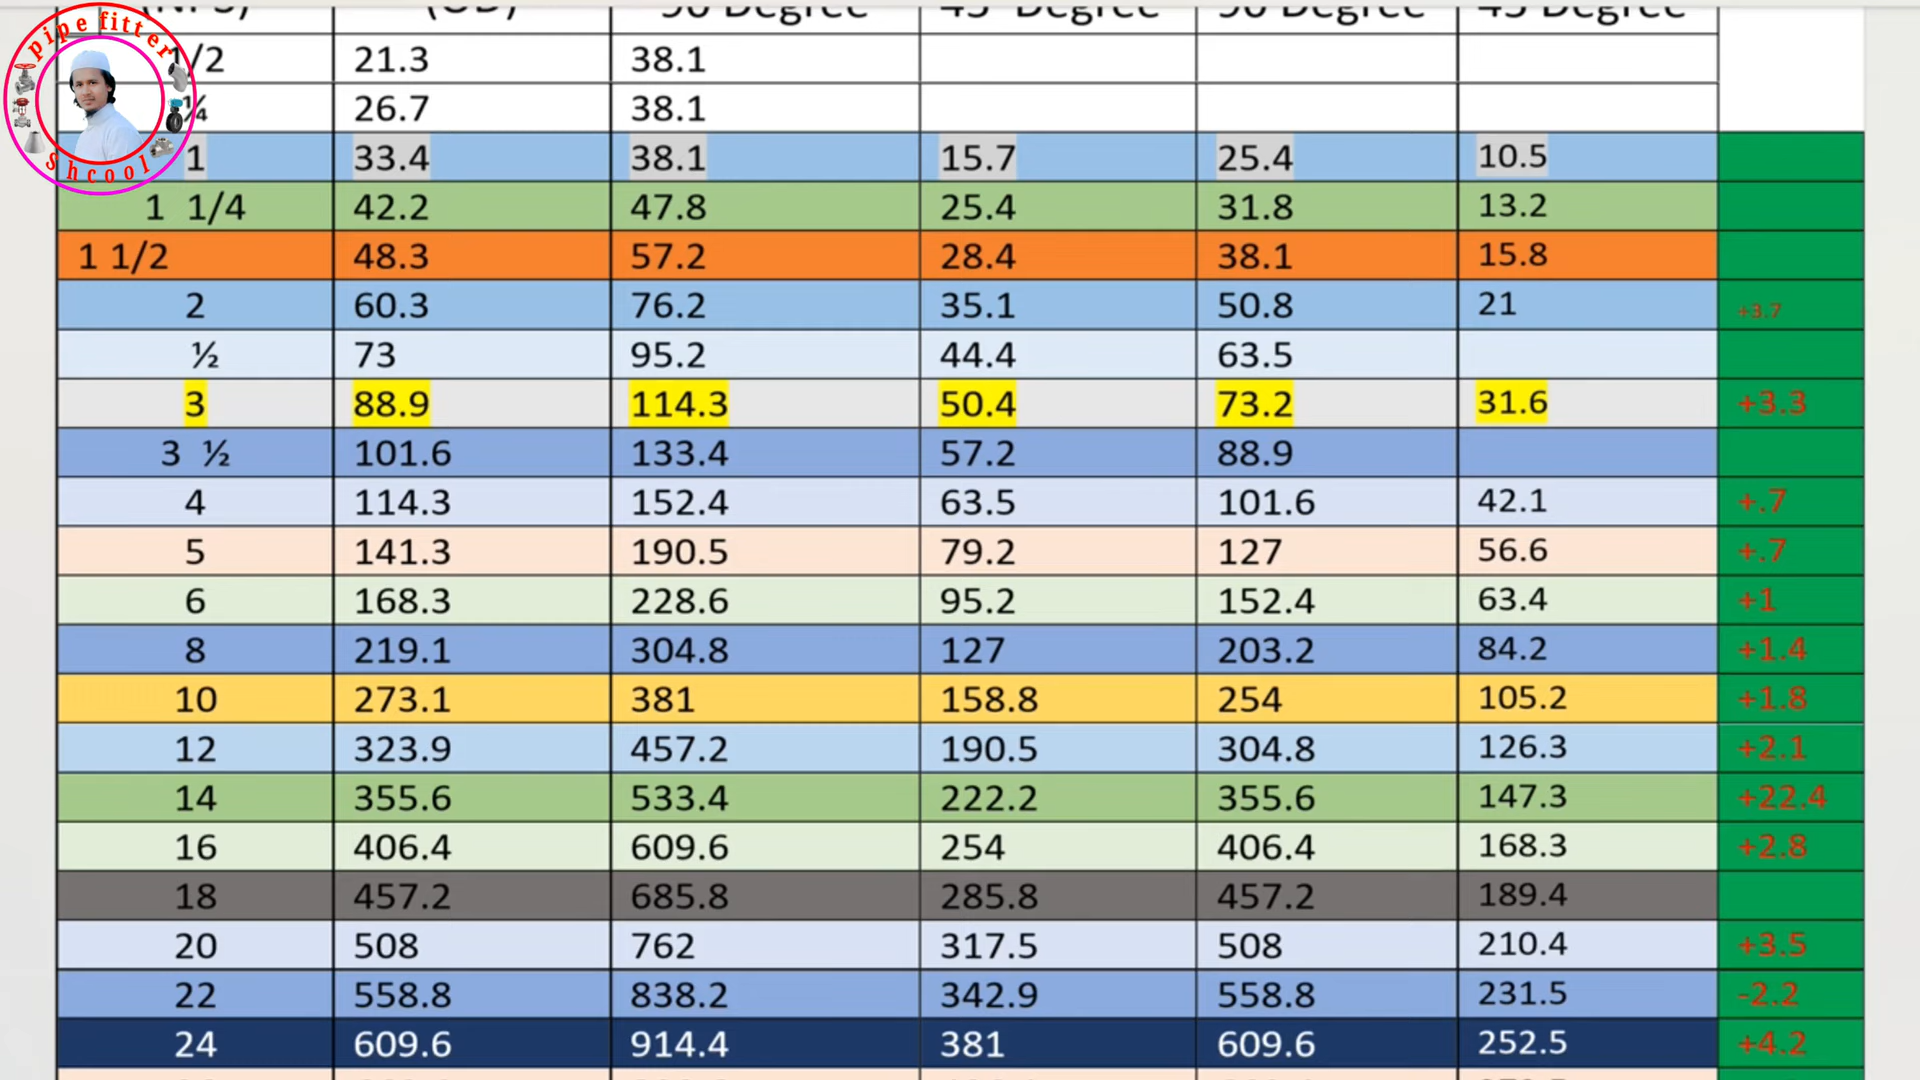 pipe fitter
Shcool
(NPS) (OD) 90 Degree 45 Degree 90 Degree 45 Degree
1/2 21.3 38.1
¼ 26.7 38.1
1 33.4 38.1 15.7 25.4 10.5
1 1/4 42.2 47.8 25.4 31.8 13.2
1 1/2 48.3 57.2 28.4 38.1 15.8
2 60.3 76.2 35.1 50.8 21 +3.7
½ 73 95.2 44.4 63.5
3 88.9 114.3 50.4 73.2 31.6 +3.3
3 ½ 101.6 133.4 57.2 88.9
4 114.3 152.4 63.5 101.6 42.1 +.7
5 141.3 190.5 79.2 127 56.6 +.7
6 168.3 228.6 95.2 152.4 63.4 +1
8 219.1 304.8 127 203.2 84.2 +1.4
10 273.1 381 158.8 254 105.2 +1.8
12 323.9 457.2 190.5 304.8 126.3 +2.1
14 355.6 533.4 222.2 355.6 147.3 +22.4
16 406.4 609.6 254 406.4 168.3 +2.8
18 457.2 685.8 285.8 457.2 189.4
20 508 762 317.5 508 210.4 +3.5
22 558.8 838.2 342.9 558.8 231.5 -2.2
24 609.6 914.4 381 609.6 252.5 +4.2